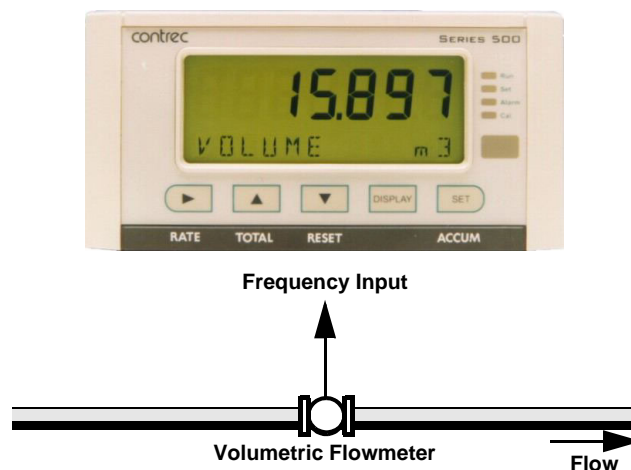 contrec SERIES 500
Run
Set
Alarm
Cal
15.897
VOLUME m3
DISPLAY SET
RATE TOTAL RESET ACCUM
Frequency Input
Volumetric Flowmeter
Flow